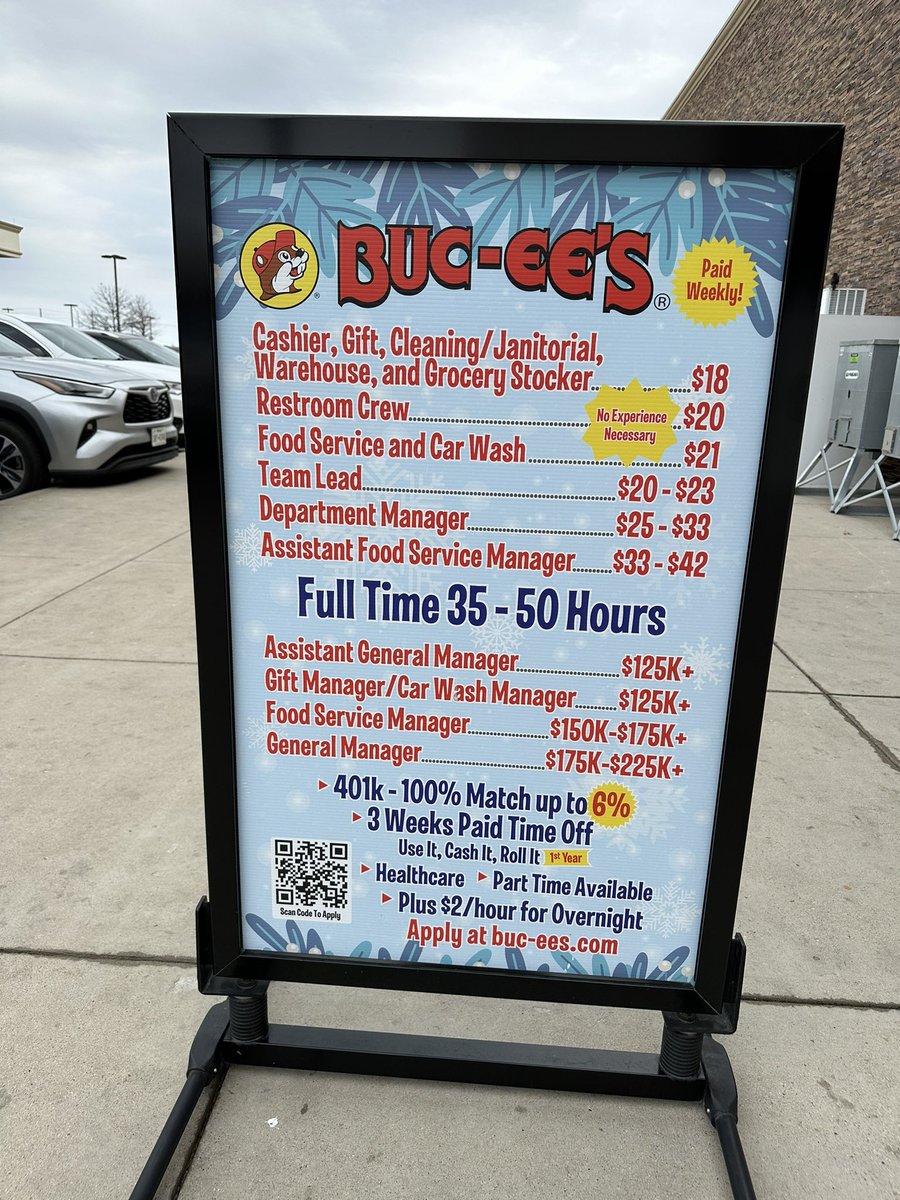 BUC-EE'S®
Paid
Weekly!
Cashier, Gift, Cleaning/Janitorial,
Warehouse, and Grocery Stocker........................$18
Restroom Crew........................$20
No Experience
Necessary
Food Service and Car Wash........................$21
Team Lead........................$20 - $23
Department Manager........................$25 - $33
Assistant Food Service Manager........$33 - $42
Full Time 35 - 50 Hours
Assistant General Manager........................$125K+
Gift Manager/Car Wash Manager.........$125K+
Food Service Manager.................$150K-$175K+
General Manager........................$175K-$225K+
▸ 401k - 100% Match up to 6%
▸ 3 Weeks Paid Time Off
Use It, Cash It, Roll It 1st Year
▸ Healthcare ▸ Part Time Available
▸ Plus $2/hour for Overnight
Scan Code To Apply
Apply at buc-ees.com